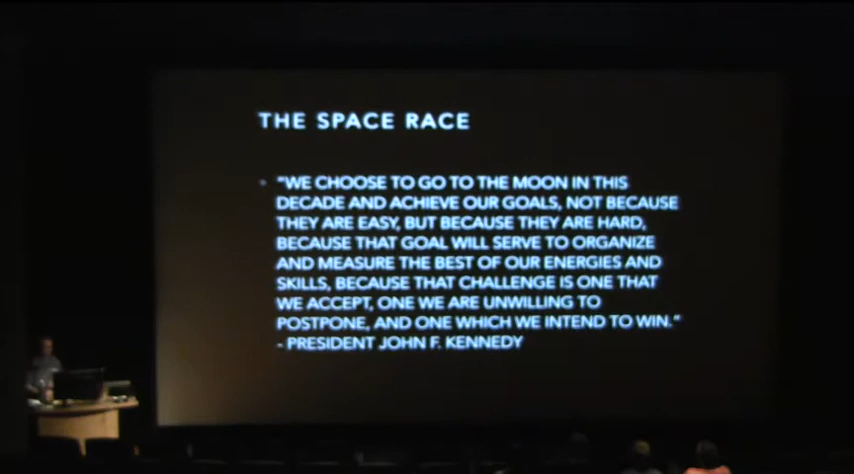 THE SPACE RACE
"WE CHOOSE TO GO TO THE MOON IN THIS
DECADE AND ACHIEVE OUR GOALS, NOT BECAUSE
THEY ARE EASY, BUT BECAUSE THEY ARE HARD,
BECAUSE THAT GOAL WILL SERVE TO ORGANIZE
AND MEASURE THE BEST OF OUR ENERGIES AND
SKILLS, BECAUSE THAT CHALLENGE IS ONE THAT
WE ACCEPT, ONE WE ARE UNWILLING TO
POSTPONE, AND ONE WHICH WE INTEND TO WIN."
- PRESIDENT JOHN F. KENNEDY